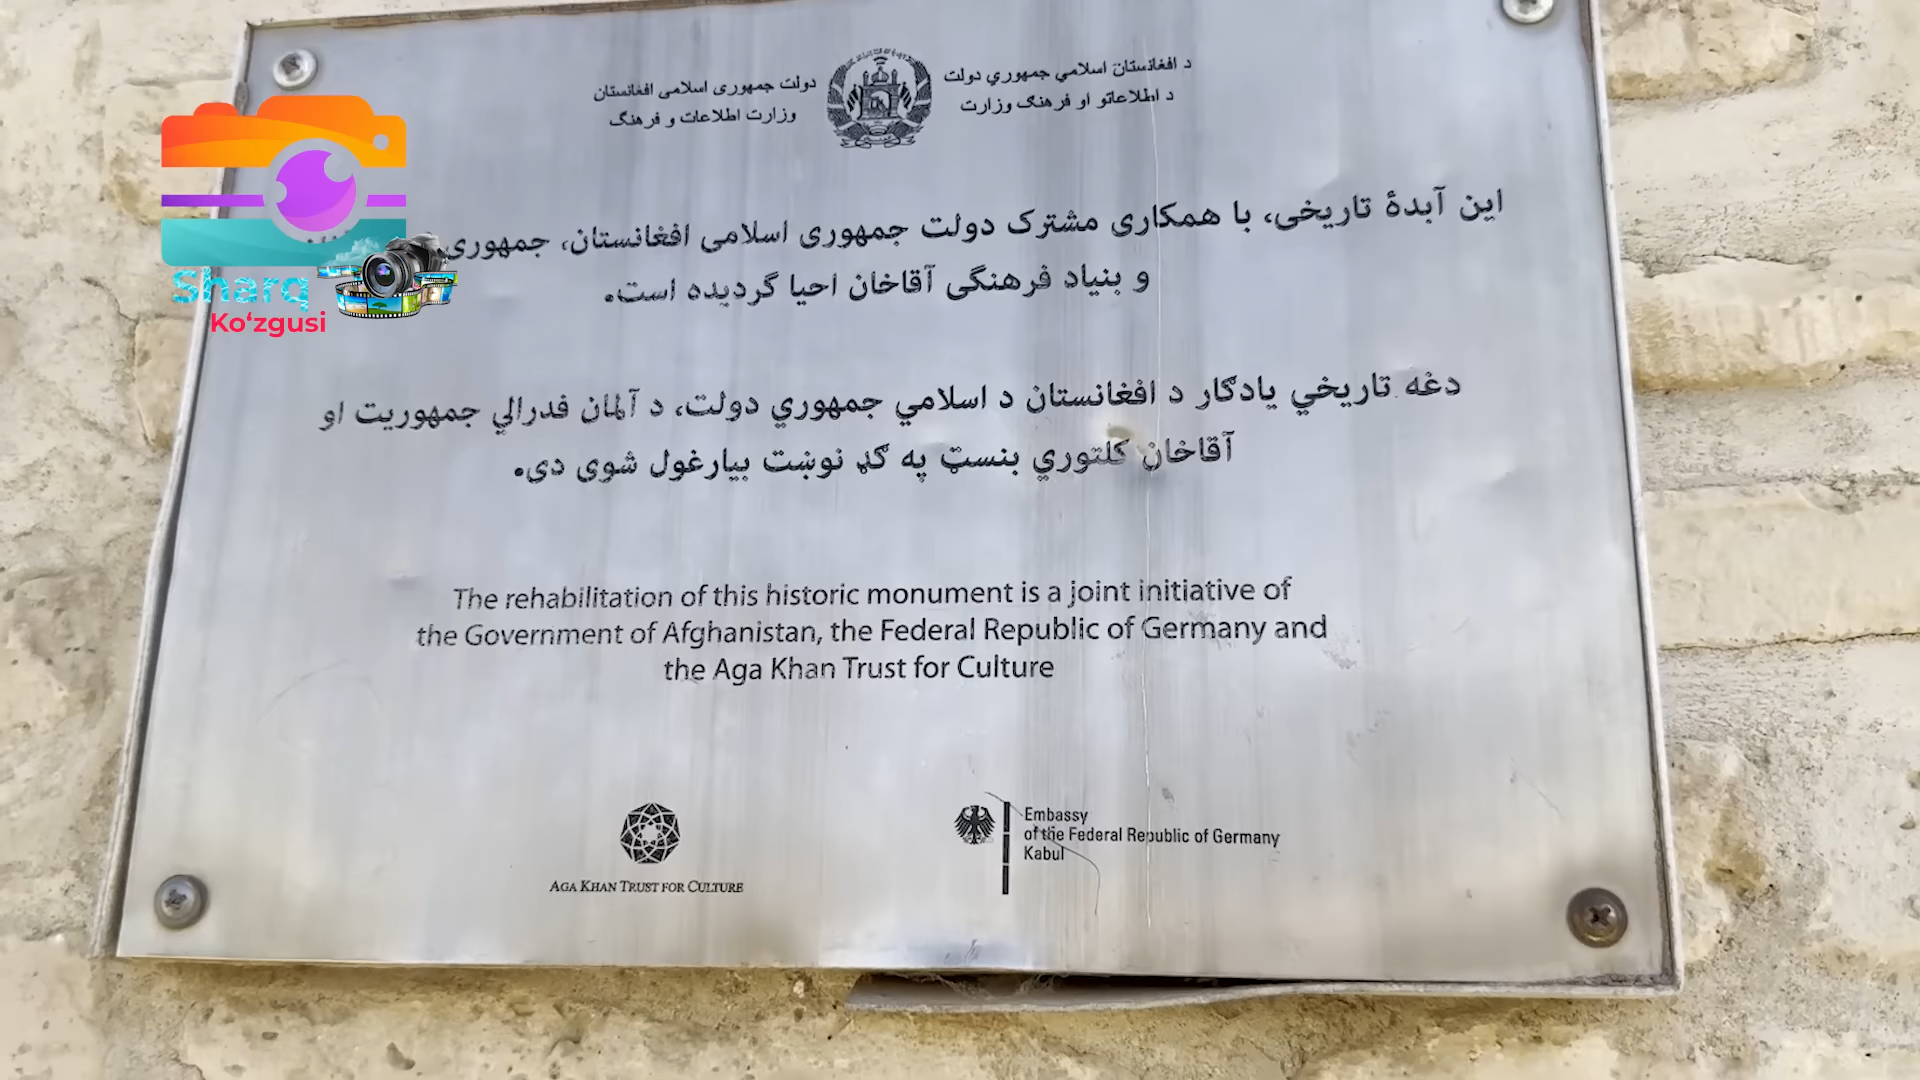 د افغانستان اسلامي جمهوري دولت
د اطلاعاتو او فرهنگ وزارت
دولت جمهوری اسلامی افغانستان
وزارت اطلاعات و فرهنگ
Sharq
Ko‘zgusi
این آبدهٔ تاریخی، با همکاری مشترک دولت جمهوری اسلامی افغانستان، جمهوری
و بنیاد فرهنگی آقاخان احیا گردیده است.
دغه تاریخي یادګار د افغانستان د اسلامي جمهوري دولت، د آلمان فدرالي جمهوریت او
آقاخان کلتوري بنسټ په ګډ نوښت بیارغول شوی دی.
The rehabilitation of this historic monument is a joint initiative of
the Government of Afghanistan, the Federal Republic of Germany and
the Aga Khan Trust for Culture
AGA KHAN TRUST FOR CULTURE
Embassy
of the Federal Republic of Germany
Kabul